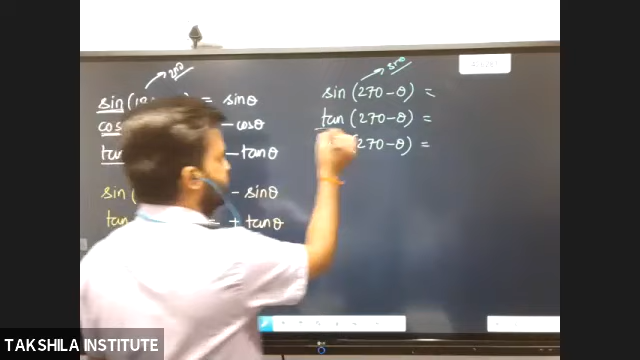 2nd
sin(18 = sinθ
cos - cosθ
tan - tanθ
sin( - sinθ
tan = + tanθ
3rd
sin (270-θ) =
tan (270-θ) =
(270-θ) =
TAKSHILA INSTITUTE